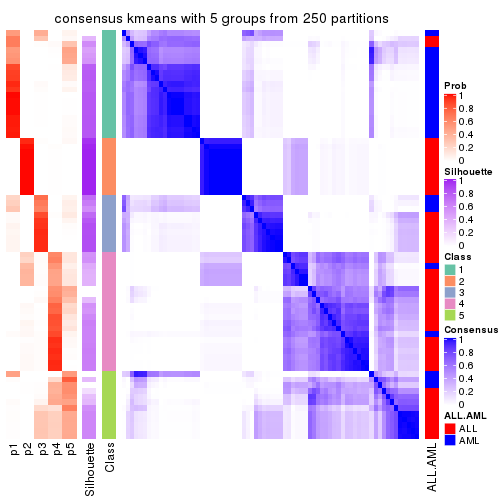 consensus kmeans with 5 groups from 250 partitions
Prob
1
0.8
0.6
0.4
0.2
0
Silhouette
1
0.8
0.6
0.4
0.2
0
Class
1
2
3
4
5
Consensus
1
0.8
0.6
0.4
0.2
0
ALL.AML
ALL
AML
p1
p2
p3
p4
p5
Silhouette
Class
ALL.AML